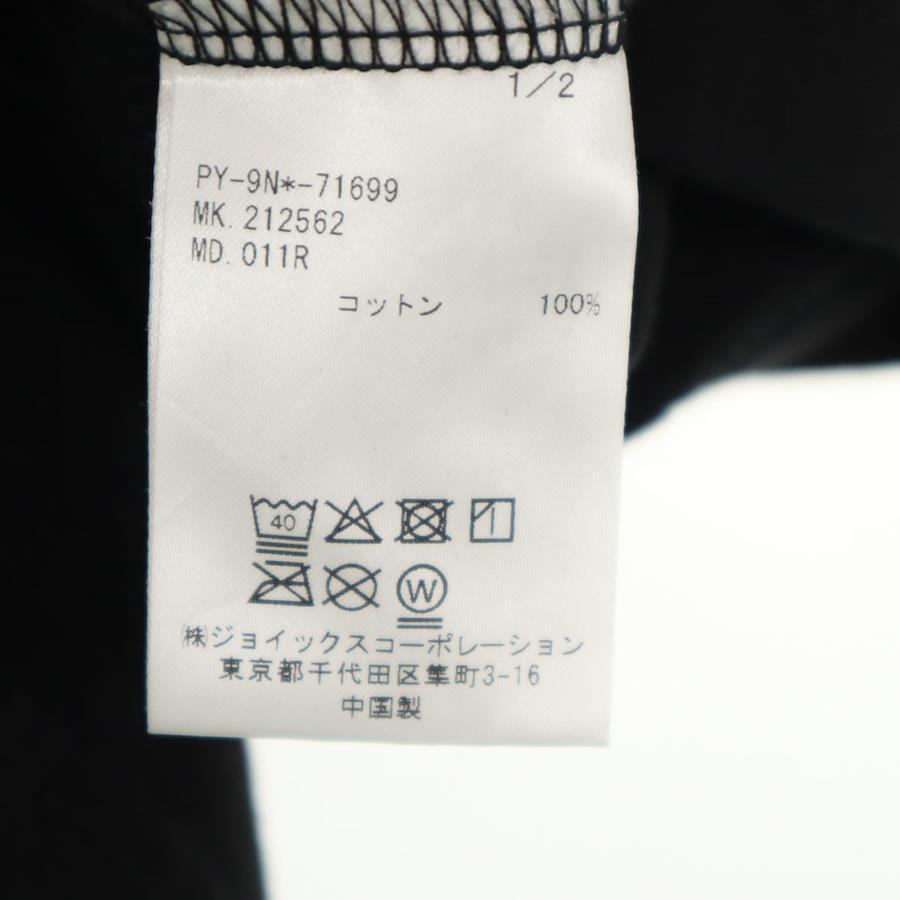 1/2
PY-9N*-71699
MK. 212562
MD. 011R
コットン 100%
40
W
㈱ジョイックスコーポレーション
東京都千代田区隼町3-16
中国製